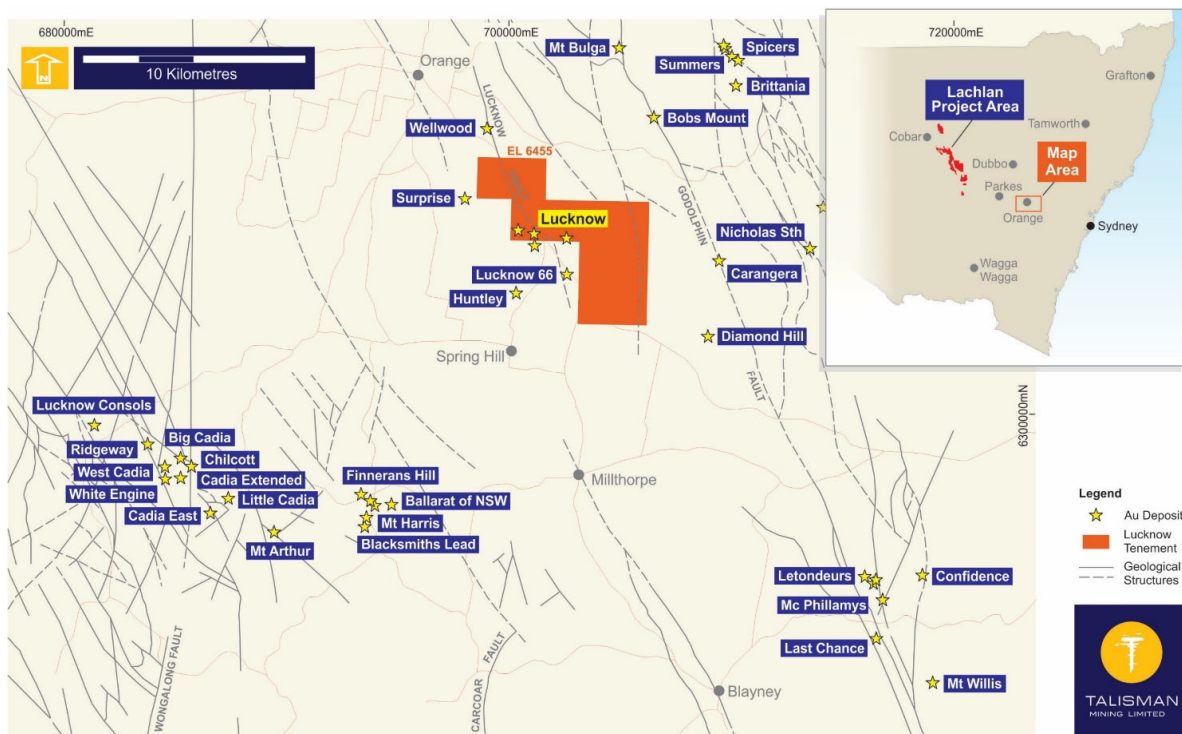 680000mE
700000mE
720000mE
N
10 Kilometres
Orange
Mt Bulga
Spicers
Summers
Brittania
LUCKNOW
Wellwood
Bobs Mount
EL 6455
Surprise
Lucknow
GODOLPHIN
Nicholas Sth
Lucknow 66
Carangera
Huntley
Diamond Hill
Spring Hill
FAULT
Grafton
Lachlan
Project Area
Cobar
Tamworth
Dubbo
Map
Area
Parkes
Orange
Sydney
Wagga
Wagga
6300000mN
Lucknow Consols
Big Cadia
Ridgeway
Chilcott
West Cadia
Cadia Extended
White Engine
Little Cadia
Cadia East
Mt Arthur
Finnerans Hill
Ballarat of NSW
Mt Harris
Blacksmiths Lead
Millthorpe
Letondeurs
Confidence
Mc Phillamys
Last Chance
Mt Willis
Blayney
WONGALONG FAULT
CARCOAR
FAULT
Legend
Au Deposit
Lucknow
Tenement
Geological
Structures
TALISMAN
MINING LIMITED